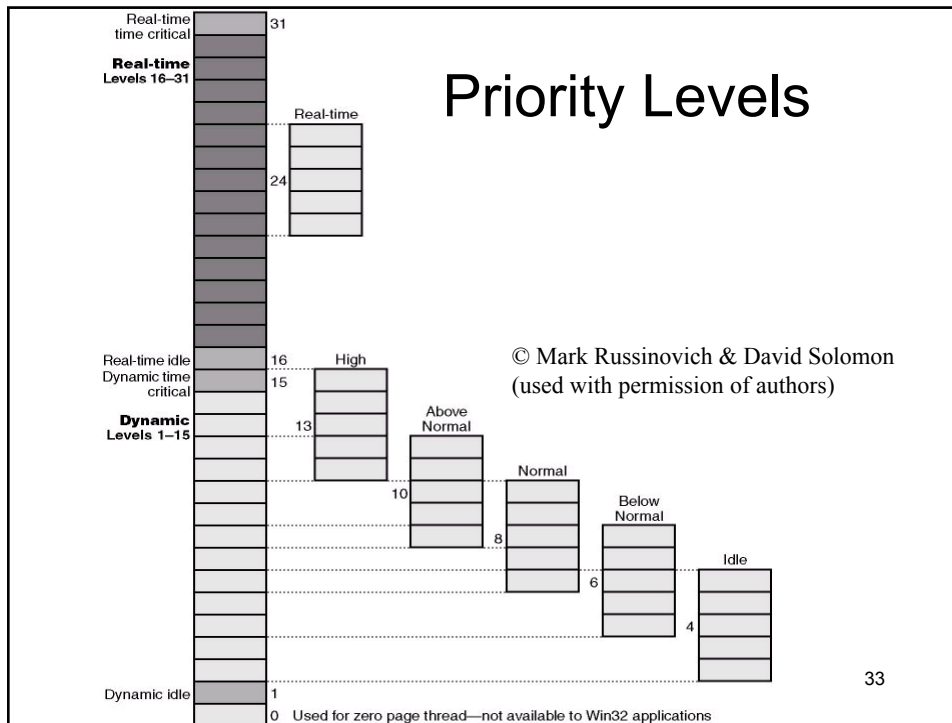 Priority Levels
Real-time
time critical
31
Real-time
Levels 16–31
Real-time
24
Real-time idle
16
High
Dynamic time
critical
15
© Mark Russinovich & David Solomon
(used with permission of authors)
Dynamic
Levels 1–15
13
Above
Normal
10
Normal
8
Below
Normal
6
Idle
4
33
Dynamic idle
1
0 Used for zero page thread—not available to Win32 applications